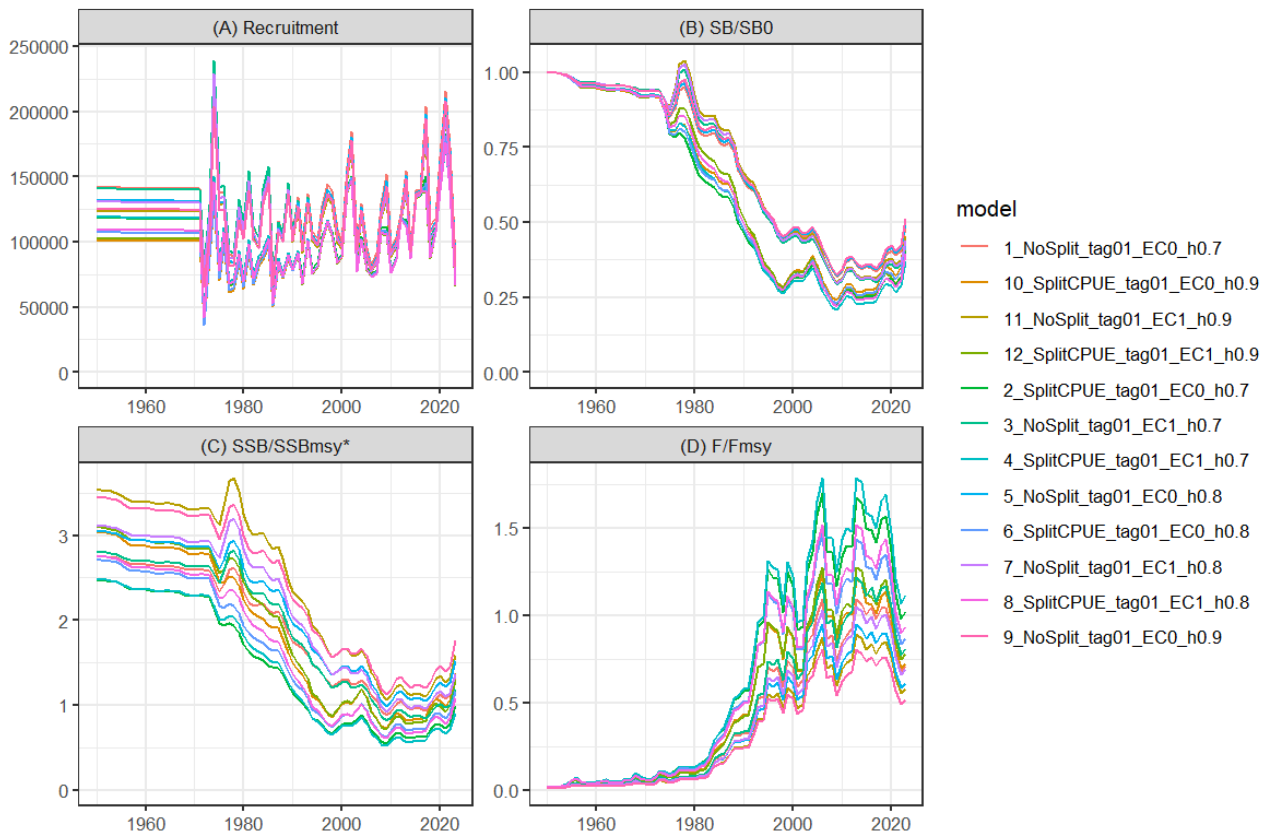 (A) Recruitment
250000
200000
150000
100000
50000
0
1960
1980
2000
2020
(B) SB/SB0
1.00
0.75
0.50
0.25
0.00
1960
1980
2000
2020
(C) SSB/SSBmsy*
3
2
1
0
1960
1980
2000
2020
(D) F/Fmsy
1.5
1.0
0.5
0.0
1960
1980
2000
2020
model
1_NoSplit_tag01_EC0_h0.7
10_SplitCPUE_tag01_EC0_h0.9
11_NoSplit_tag01_EC1_h0.9
12_SplitCPUE_tag01_EC1_h0.9
2_SplitCPUE_tag01_EC0_h0.7
3_NoSplit_tag01_EC1_h0.7
4_SplitCPUE_tag01_EC1_h0.7
5_NoSplit_tag01_EC0_h0.8
6_SplitCPUE_tag01_EC0_h0.8
7_NoSplit_tag01_EC1_h0.8
8_SplitCPUE_tag01_EC1_h0.8
9_NoSplit_tag01_EC0_h0.9